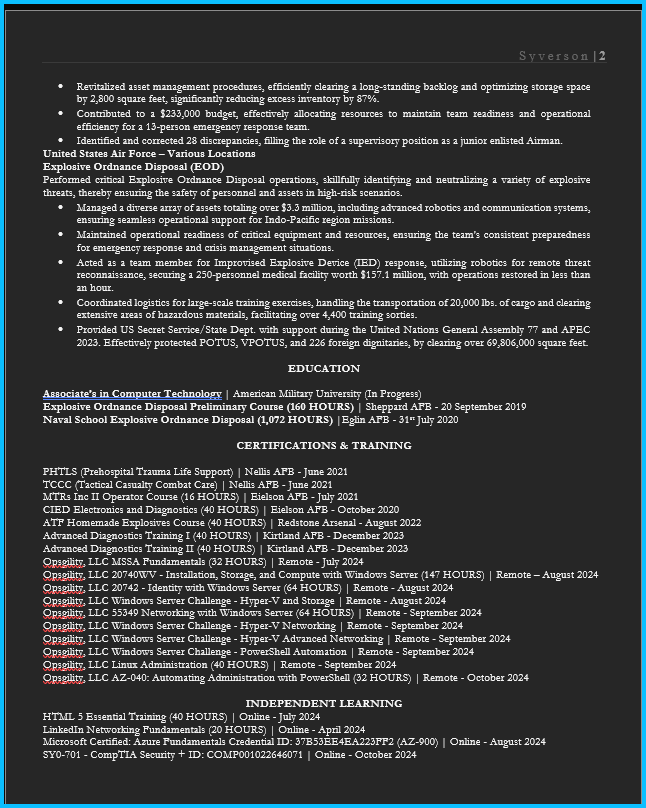 Syverson | 2
• Revitalized asset management procedures, efficiently clearing a long-standing backlog and optimizing storage space
by 2,800 square feet, significantly reducing excess inventory by 87%.
• Contributed to a $233,000 budget, effectively allocating resources to maintain team readiness and operational
efficiency for a 13-person emergency response team.
• Identified and corrected 28 discrepancies, filling the role of a supervisory position as a junior enlisted Airman.
United States Air Force – Various Locations
Explosive Ordnance Disposal (EOD)
Performed critical Explosive Ordnance Disposal operations, skillfully identifying and neutralizing a variety of explosive
threats, thereby ensuring the safety of personnel and assets in high-risk scenarios.
• Managed a diverse array of assets totaling over $3.3 million, including advanced robotics and communication systems,
ensuring seamless operational support for Indo-Pacific region missions.
• Maintained operational readiness of critical equipment and resources, ensuring the team's consistent preparedness
for emergency response and crisis management situations.
• Acted as a team member for Improvised Explosive Device (IED) response, utilizing robotics for remote threat
reconnaissance, securing a 250-personnel medical facility worth $157.1 million, with operations restored in less than
an hour.
• Coordinated logistics for large-scale training exercises, handling the transportation of 20,000 lbs. of cargo and clearing
extensive areas of hazardous materials, facilitating over 4,400 training sorties.
• Provided US Secret Service/State Dept. with support during the United Nations General Assembly 77 and APEC
2023. Effectively protected POTUS, VPOTUS, and 226 foreign dignitaries, by clearing over 69,806,000 square feet.
EDUCATION
Associate's in Computer Technology | American Military University (In Progress)
Explosive Ordnance Disposal Preliminary Course (160 HOURS) | Sheppard AFB - 20 September 2019
Naval School Explosive Ordnance Disposal (1,072 HOURS) |Eglin AFB - 31st July 2020
CERTIFICATIONS & TRAINING
PHTLS (Prehospital Trauma Life Support) | Nellis AFB - June 2021
TCCC (Tactical Casualty Combat Care) | Nellis AFB - June 2021
MTRs Inc II Operator Course (16 HOURS) | Eielson AFB - July 2021
CIED Electronics and Diagnostics (40 HOURS) | Eielson AFB - October 2020
ATF Homemade Explosives Course (40 HOURS) | Redstone Arsenal - August 2022
Advanced Diagnostics Training I (40 HOURS) | Kirtland AFB - December 2023
Advanced Diagnostics Training II (40 HOURS) | Kirtland AFB - December 2023
Opsgility, LLC MSSA Fundamentals (32 HOURS) | Remote - July 2024
Opsgility, LLC 20740WV - Installation, Storage, and Compute with Windows Server (147 HOURS) | Remote – August 2024
Opsgility, LLC 20742 - Identity with Windows Server (64 HOURS) | Remote - August 2024
Opsgility, LLC Windows Server Challenge - Hyper-V and Storage | Remote - August 2024
Opsgility, LLC 55349 Networking with Windows Server (64 HOURS) | Remote - September 2024
Opsgility, LLC Windows Server Challenge - Hyper-V Networking | Remote - September 2024
Opsgility, LLC Windows Server Challenge - Hyper-V Advanced Networking | Remote - September 2024
Opsgility, LLC Windows Server Challenge - PowerShell Automation | Remote - September 2024
Opsgility, LLC Linux Administration (40 HOURS) | Remote - September 2024
Opsgility, LLC AZ-040: Automating Administration with PowerShell (32 HOURS) | Remote - October 2024
INDEPENDENT LEARNING
HTML 5 Essential Training (40 HOURS) | Online - July 2024
LinkedIn Networking Fundamentals (20 HOURS) | Online - April 2024
Microsoft Certified: Azure Fundamentals Credential ID: 37B53EE4EA223FF2 (AZ-900) | Online - August 2024
SY0-701 - CompTIA Security + ID: COMP001022646071 | Online - October 2024